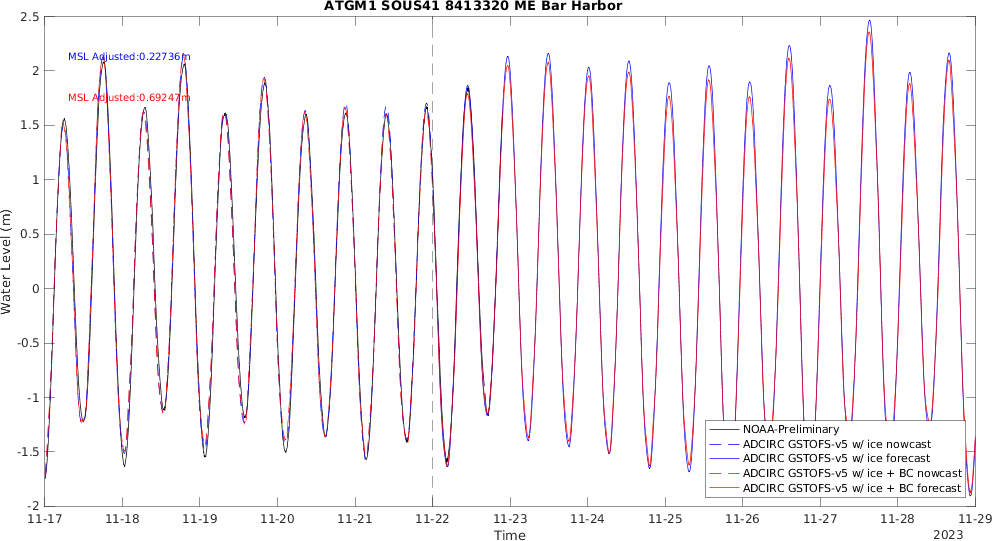 ATGM1 SOUS41 8413320 ME Bar Harbor
2.5
2
1.5
1
0.5
0
-0.5
-1
-1.5
-2
Water Level (m)
MSL Adjusted:0.22736m
MSL Adjusted:0.69247m
NOAA-Preliminary
ADCIRC GSTOFS-v5 w/ ice nowcast
ADCIRC GSTOFS-v5 w/ ice forecast
ADCIRC GSTOFS-v5 w/ ice + BC nowcast
ADCIRC GSTOFS-v5 w/ ice + BC forecast
11-17 11-18 11-19 11-20 11-21 11-22 11-23 11-24 11-25 11-26 11-27 11-28 11-29
Time
2023